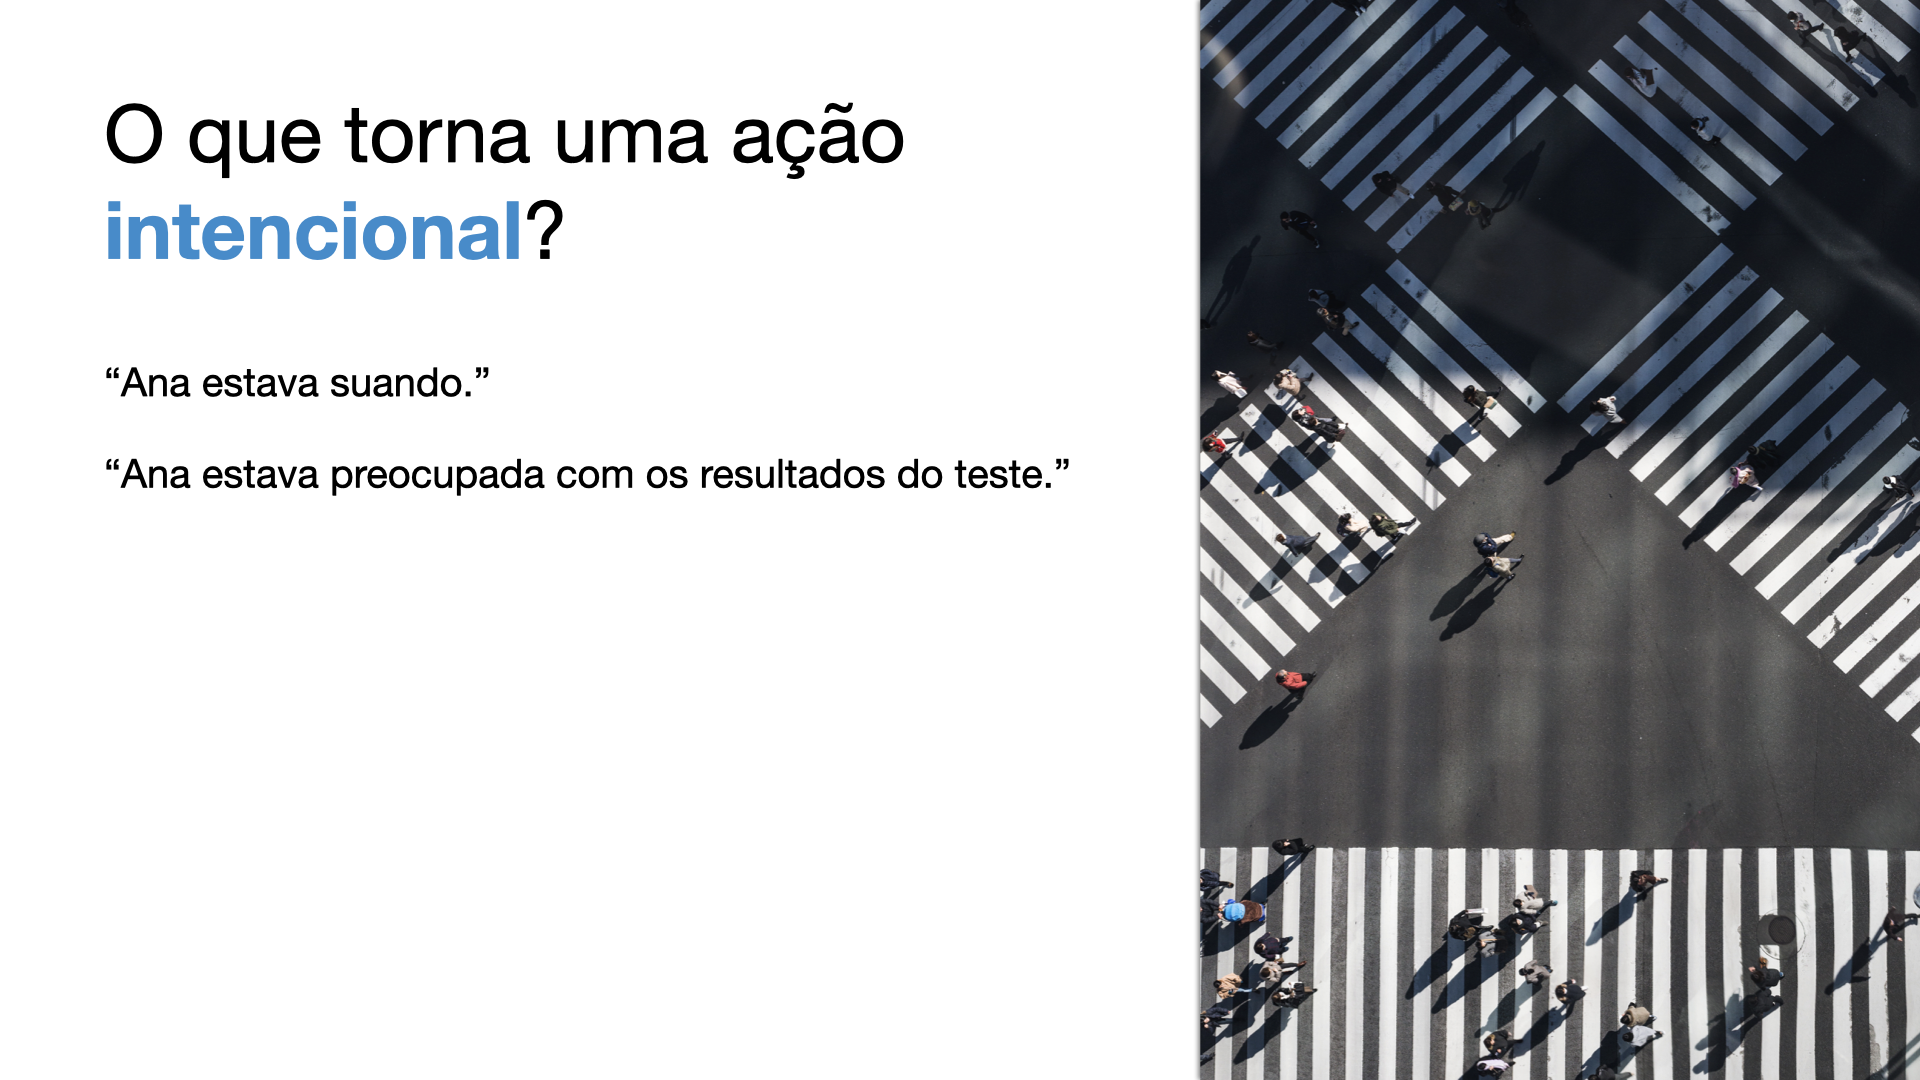 O que torna uma ação
intencional?
“Ana estava suando.”
“Ana estava preocupada com os resultados do teste.”